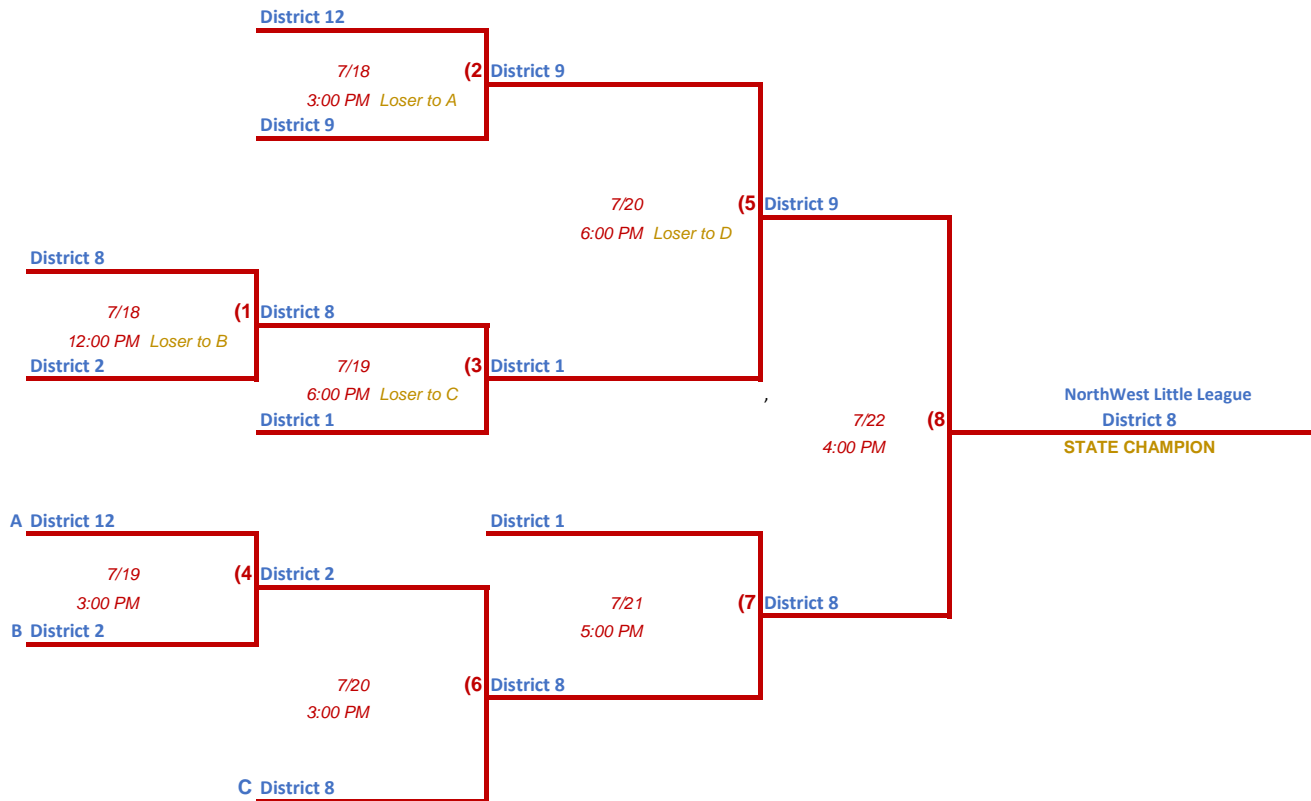 District 12
7/18 (2 District 9
3:00 PM Loser to A
District 9
7/20 (5 District 9
6:00 PM Loser to D
District 8
7/18 (1 District 8
12:00 PM Loser to B
District 2 7/19 (3 District 1
6:00 PM Loser to C
, NorthWest Little League
District 1 7/22 (8 District 8
4:00 PM STATE CHAMPION
A District 12 District 1
7/19 (4 District 2
3:00 PM 7/21 (7 District 8
B District 2 5:00 PM
7/20 (6 District 8
3:00 PM
C District 8